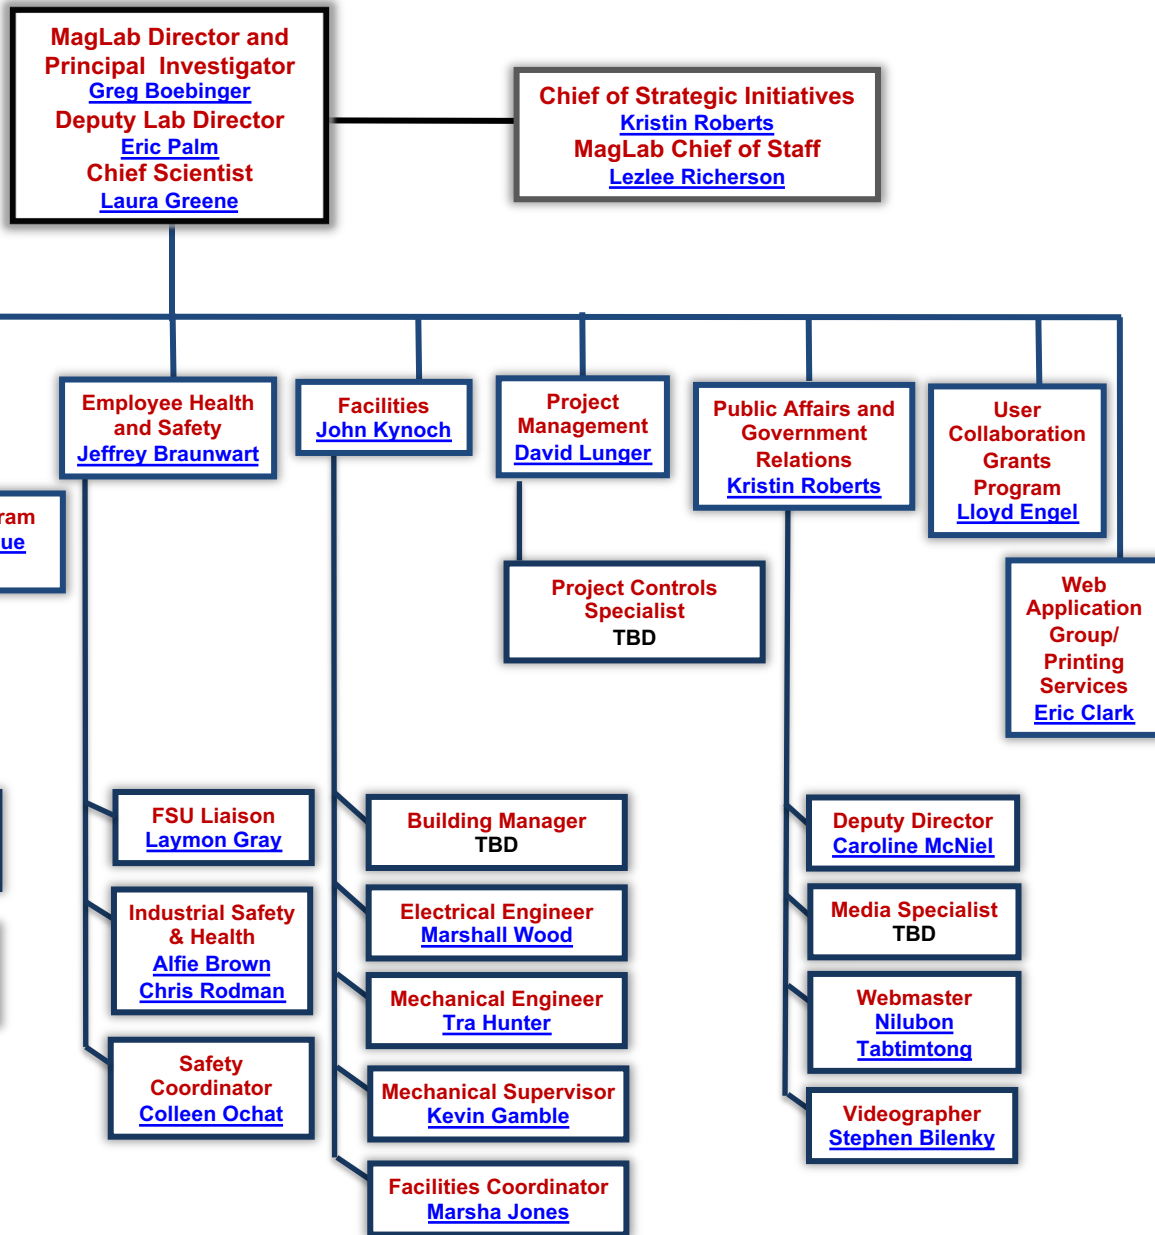 MagLab Director and
Principal Investigator
Greg Boebinger
Deputy Lab Director
Eric Palm
Chief Scientist
Laura Greene
Chief of Strategic Initiatives
Kristin Roberts
MagLab Chief of Staff
Lezlee Richerson
Employee Health
and Safety
Jeffrey Braunwart
Facilities
John Kynoch
Project
Management
David Lunger
Public Affairs and
Government
Relations
Kristin Roberts
User
Collaboration
Grants
Program
Lloyd Engel
ram
ue
Project Controls
Specialist
TBD
Web
Application
Group/
Printing
Services
Eric Clark
FSU Liaison
Laymon Gray
Industrial Safety
& Health
Alfie Brown
Chris Rodman
Safety
Coordinator
Colleen Ochat
Building Manager
TBD
Electrical Engineer
Marshall Wood
Mechanical Engineer
Tra Hunter
Mechanical Supervisor
Kevin Gamble
Facilities Coordinator
Marsha Jones
Deputy Director
Caroline McNiel
Media Specialist
TBD
Webmaster
Nilubon
Tabtimtong
Videographer
Stephen Bilenky